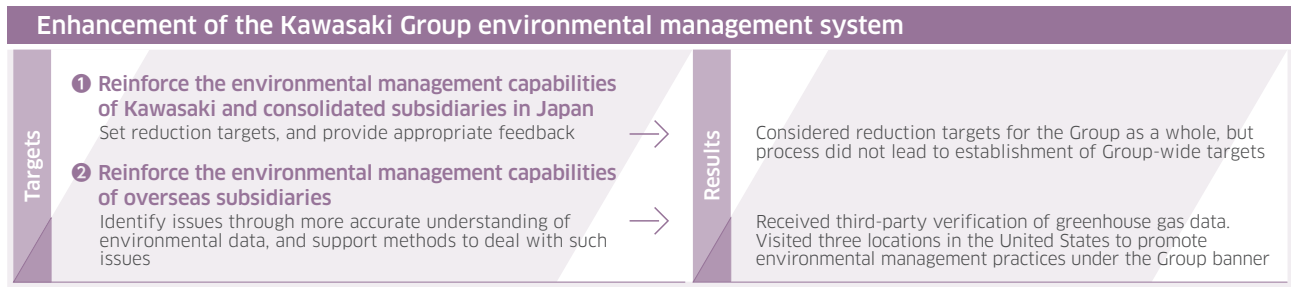 Enhancement of the Kawasaki Group environmental management system
Targets
❶ Reinforce the environmental management capabilities
of Kawasaki and consolidated subsidiaries in Japan
Set reduction targets, and provide appropriate feedback
❷ Reinforce the environmental management capabilities
of overseas subsidiaries
Identify issues through more accurate understanding of
environmental data, and support methods to deal with such
issues
Results
Considered reduction targets for the Group as a whole, but
process did not lead to establishment of Group-wide targets
Received third-party verification of greenhouse gas data.
Visited three locations in the United States to promote
environmental management practices under the Group banner